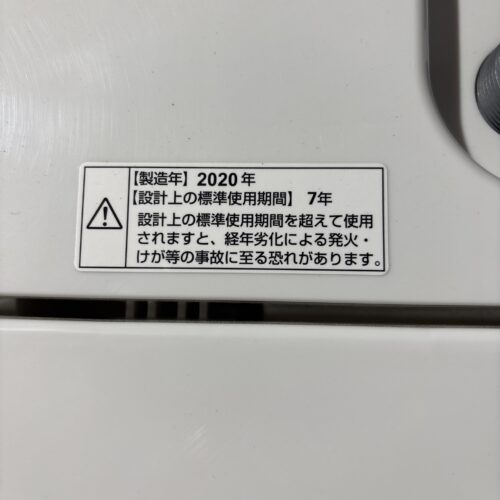 【製造年】 2020年
【設計上の標準使用期間】 7年
設計上の標準使用期間を超えて使用
されますと、経年劣化による発火・
けが等の事故に至る恐れがあります。